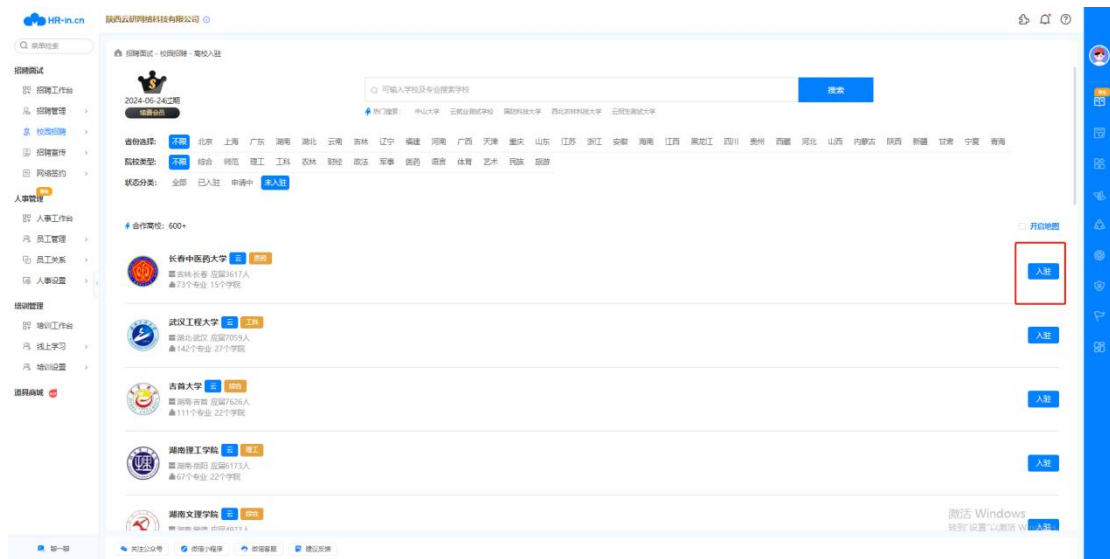 HR-in.cn
陕西云研网络科技有限公司
菜单检索
招聘面试 - 校园招聘 - 高校入驻
招聘面试
招聘工作台
招聘管理
校园招聘
招聘宣传
网络签约
人事管理
人事工作台
员工管理
员工关系
人事设置
培训管理
培训工作台
线上学习
培训设置
道具商城
聊一聊
2024-06-24过期
续费会员
可输入学校及专业搜索学校
搜索
热门搜索: 中山大学 云就业测试学校 国防科技大学 西北农林科技大学 云招生测试大学
省份选择: 不限 北京 上海 广东 湖南 湖北 云南 吉林 辽宁 福建 河南 广西 天津 重庆 山东 江苏 浙江 安徽 海南 江西 黑龙江 四川 贵州 西藏 河北 山西 内蒙古 陕西 新疆 甘肃 宁夏 青海
院校类型: 不限 综合 师范 理工 工科 农林 财经 政法 军事 医药 语言 体育 艺术 民族 旅游
状态分类: 全部 已入驻 申请中 未入驻
合作高校: 600+
开启地图
长春中医药大学 云 医药
吉林-长春 应届3617人
73个专业 15个学院
入驻
武汉工程大学 云 工科
湖北-武汉 应届7059人
142个专业 27个学院
入驻
吉首大学 云 综合
湖南-吉首 应届7626人
111个专业 22个学院
入驻
湖南理工学院 云 理工
湖南-岳阳 应届6173人
67个专业 22个学院
入驻
湖南文理学院 云 综合
湖南-常德 应届4973人
入驻
激活 Windows
转到"设置"以激活 W
关注公众号 微信小程序 微信客服 建议反馈